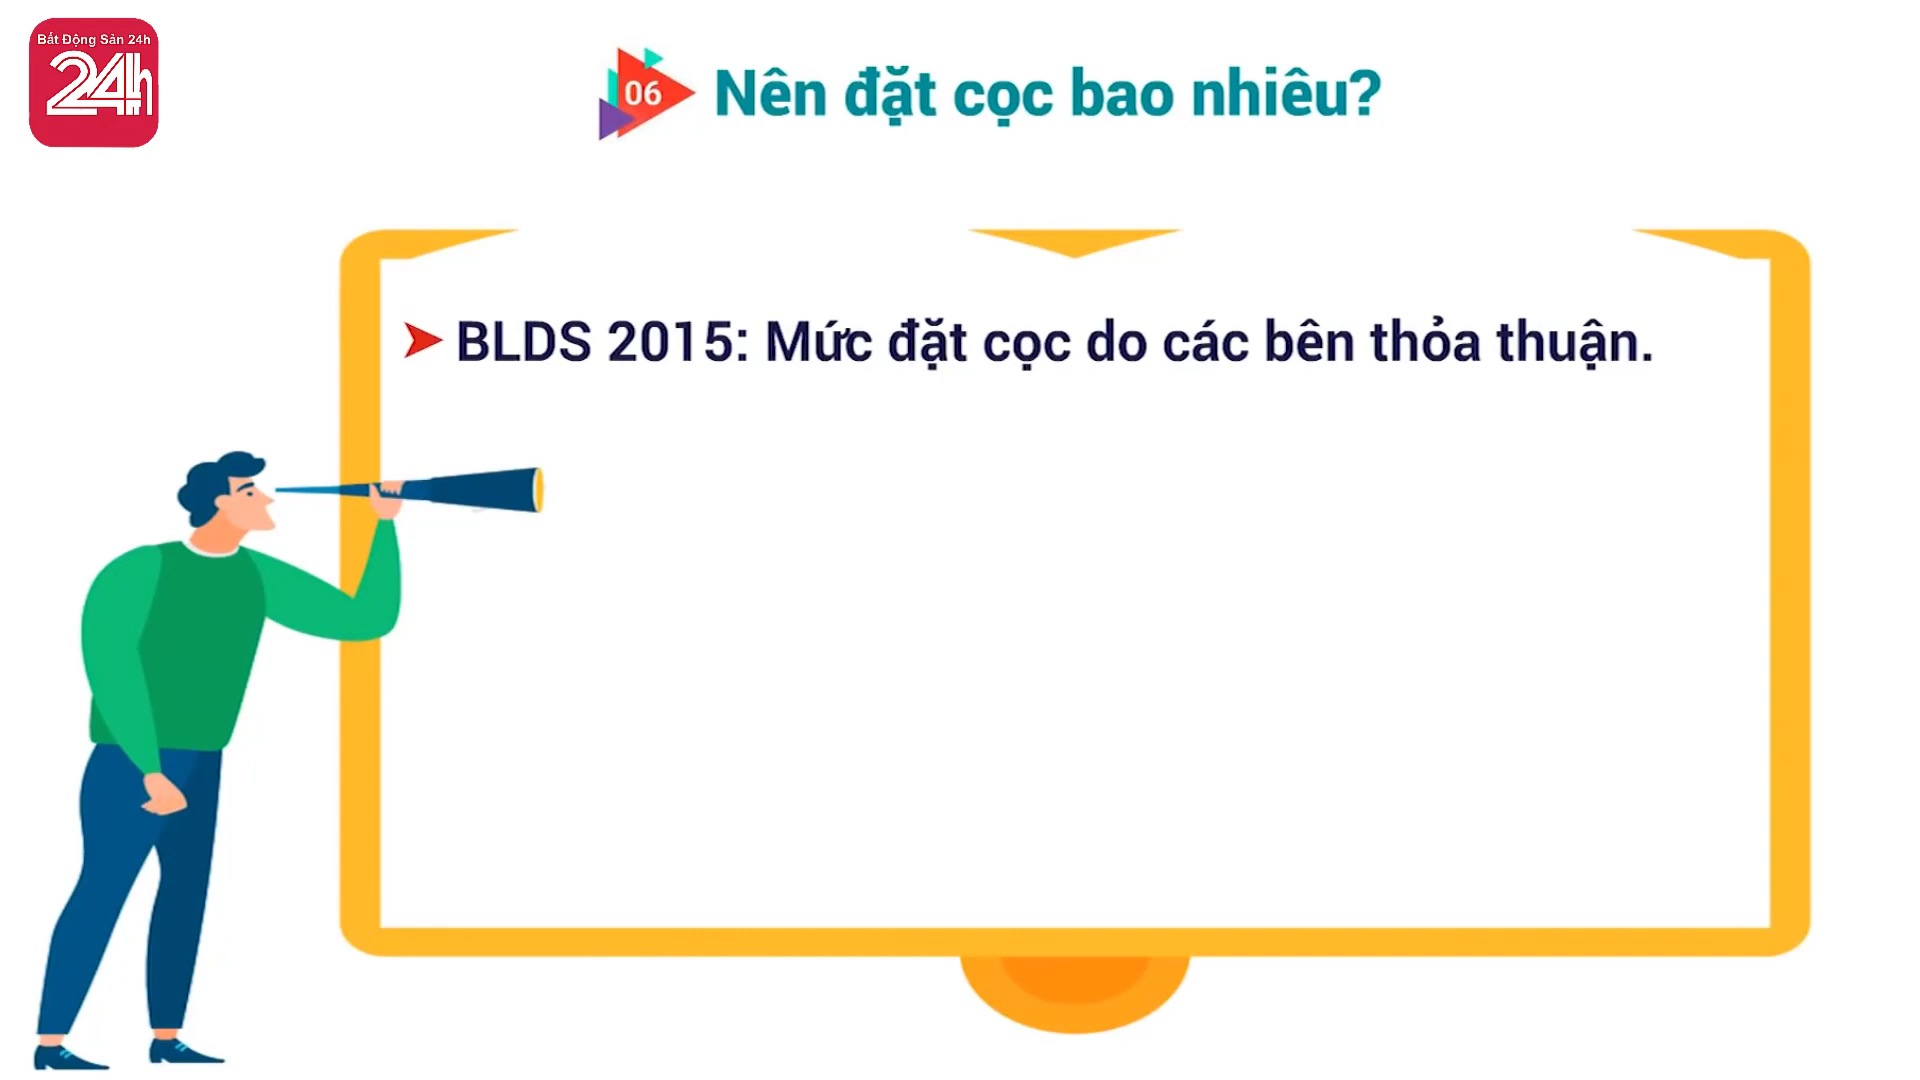 Bất Động Sản 24h
24h
06
Nên đặt cọc bao nhiêu?
BLDS 2015: Mức đặt cọc do các bên thỏa thuận.